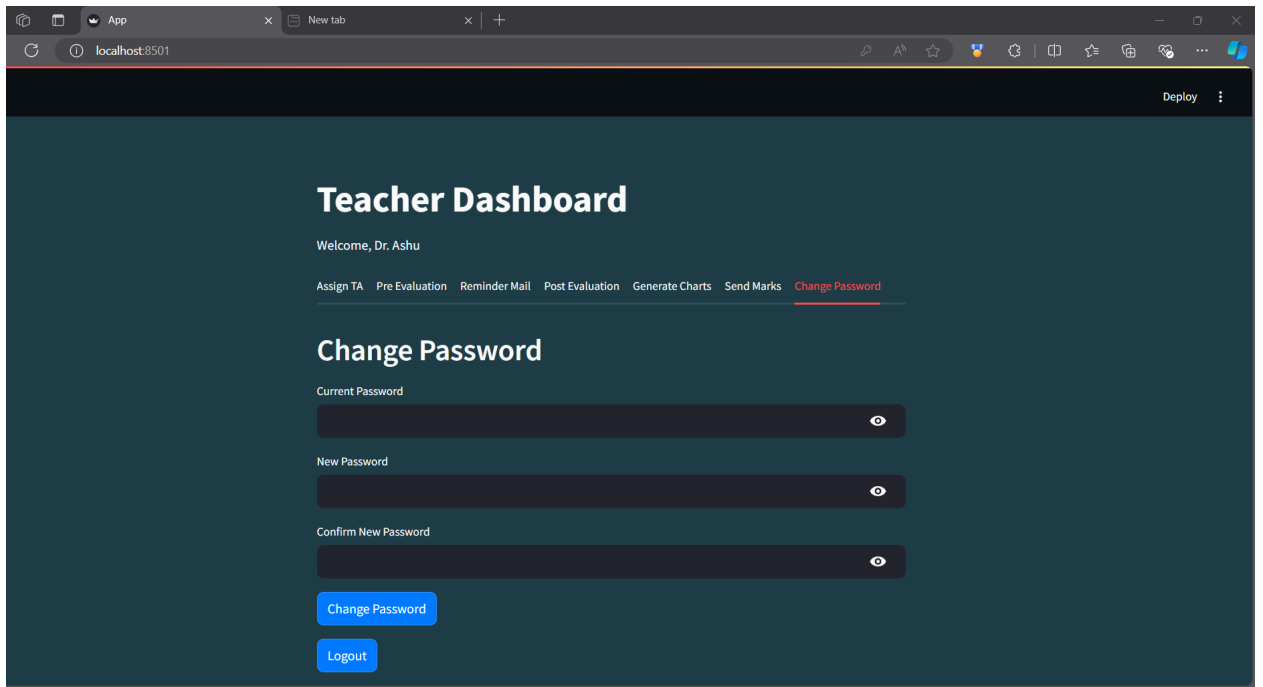 App
New tab
localhost:8501
Deploy
Teacher Dashboard
Welcome, Dr. Ashu
Assign TA Pre Evaluation Reminder Mail Post Evaluation Generate Charts Send Marks Change Password
Change Password
Current Password
New Password
Confirm New Password
Change Password
Logout